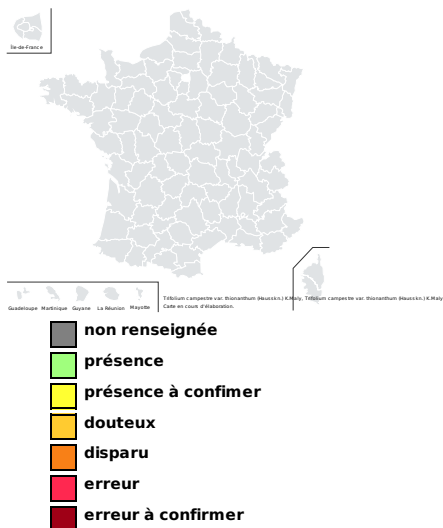 Île-de-France
Guadeloupe Martinique Guyane La Réunion Mayotte
Trifolium campestre var. thionanthum (Hausskn.) K.Maly, Trifolium campestre var. thionanthum (Hausskn.) K.Maly
Carte en cours d'élaboration.
non renseignée
présence
présence à confimer
douteux
disparu
erreur
erreur à confirmer